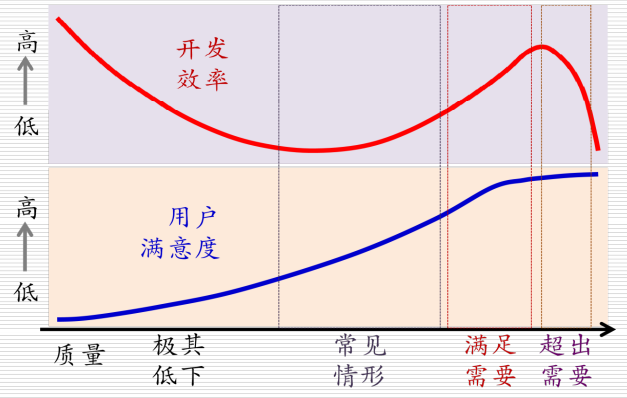 高
低
开发
效率
高
低
用户
满意度
质量
极其
低下
常见
情形
满足
需要
超出
需要